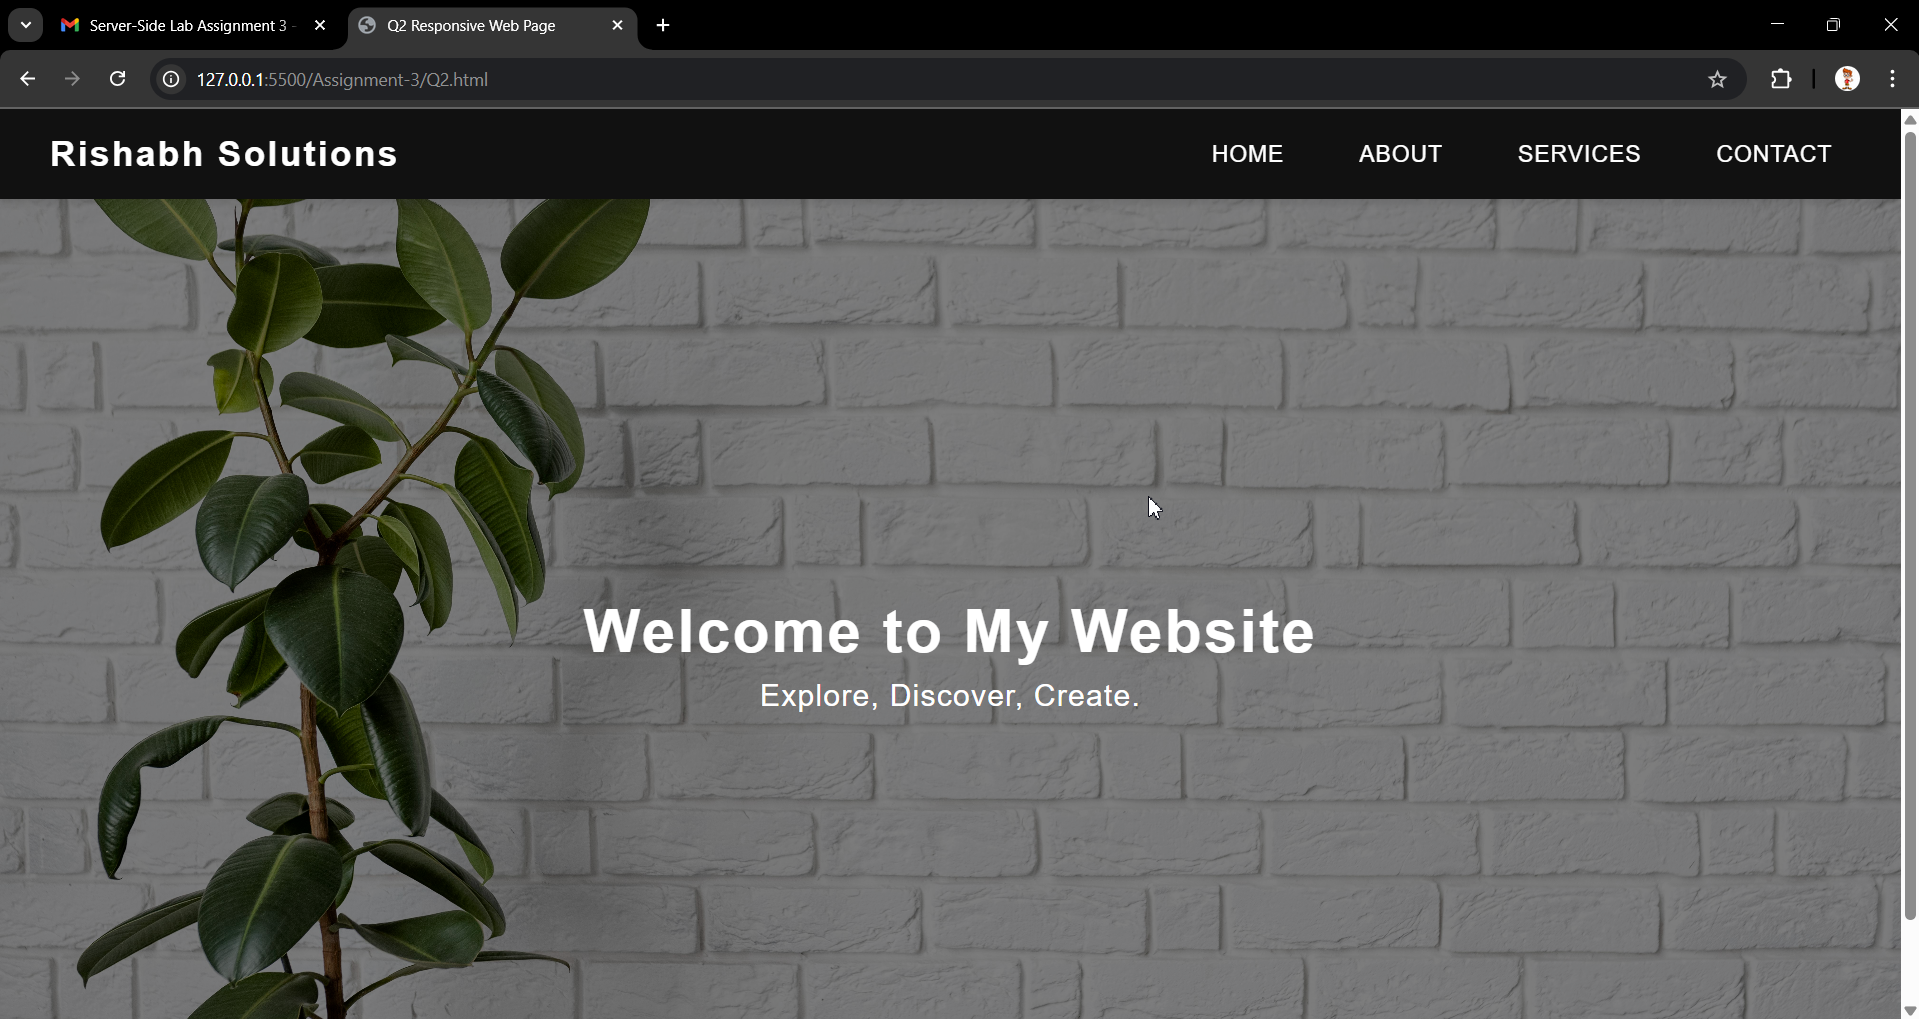 Server-Side Lab Assignment 3 -
Q2 Responsive Web Page
127.0.0.1:5500/Assignment-3/Q2.html
Rishabh Solutions
HOME ABOUT SERVICES CONTACT
Welcome to My Website
Explore, Discover, Create.